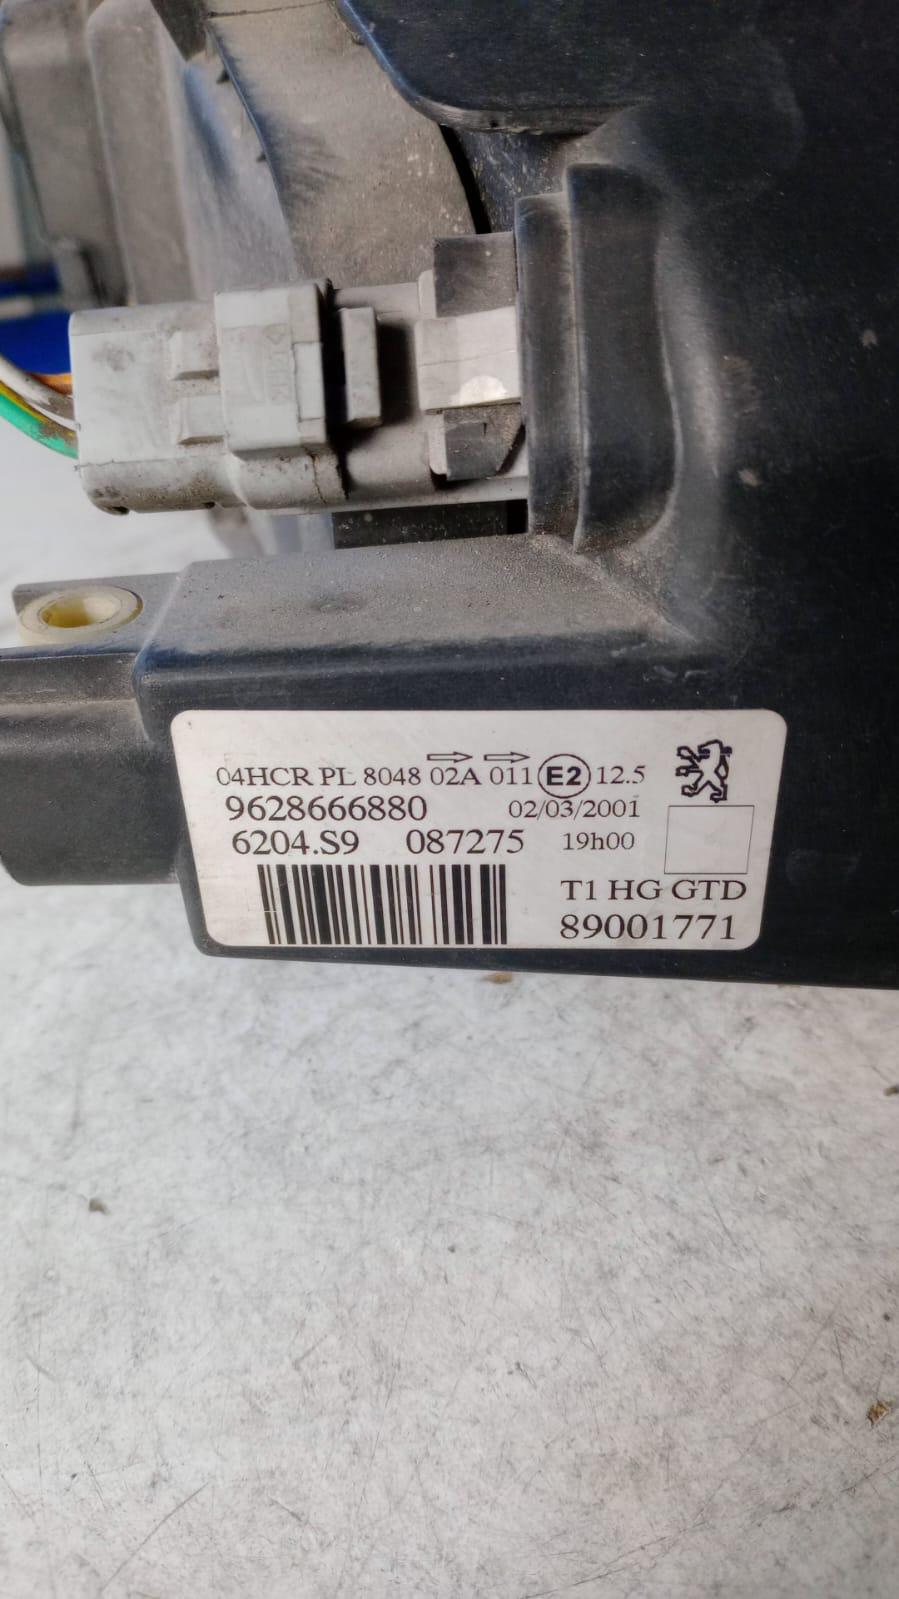 04HCR PL 8048 02A 011 E2 12.5
9628666880 02/03/2001
6204.S9 087275 19h00
T1 HG GTD
89001771